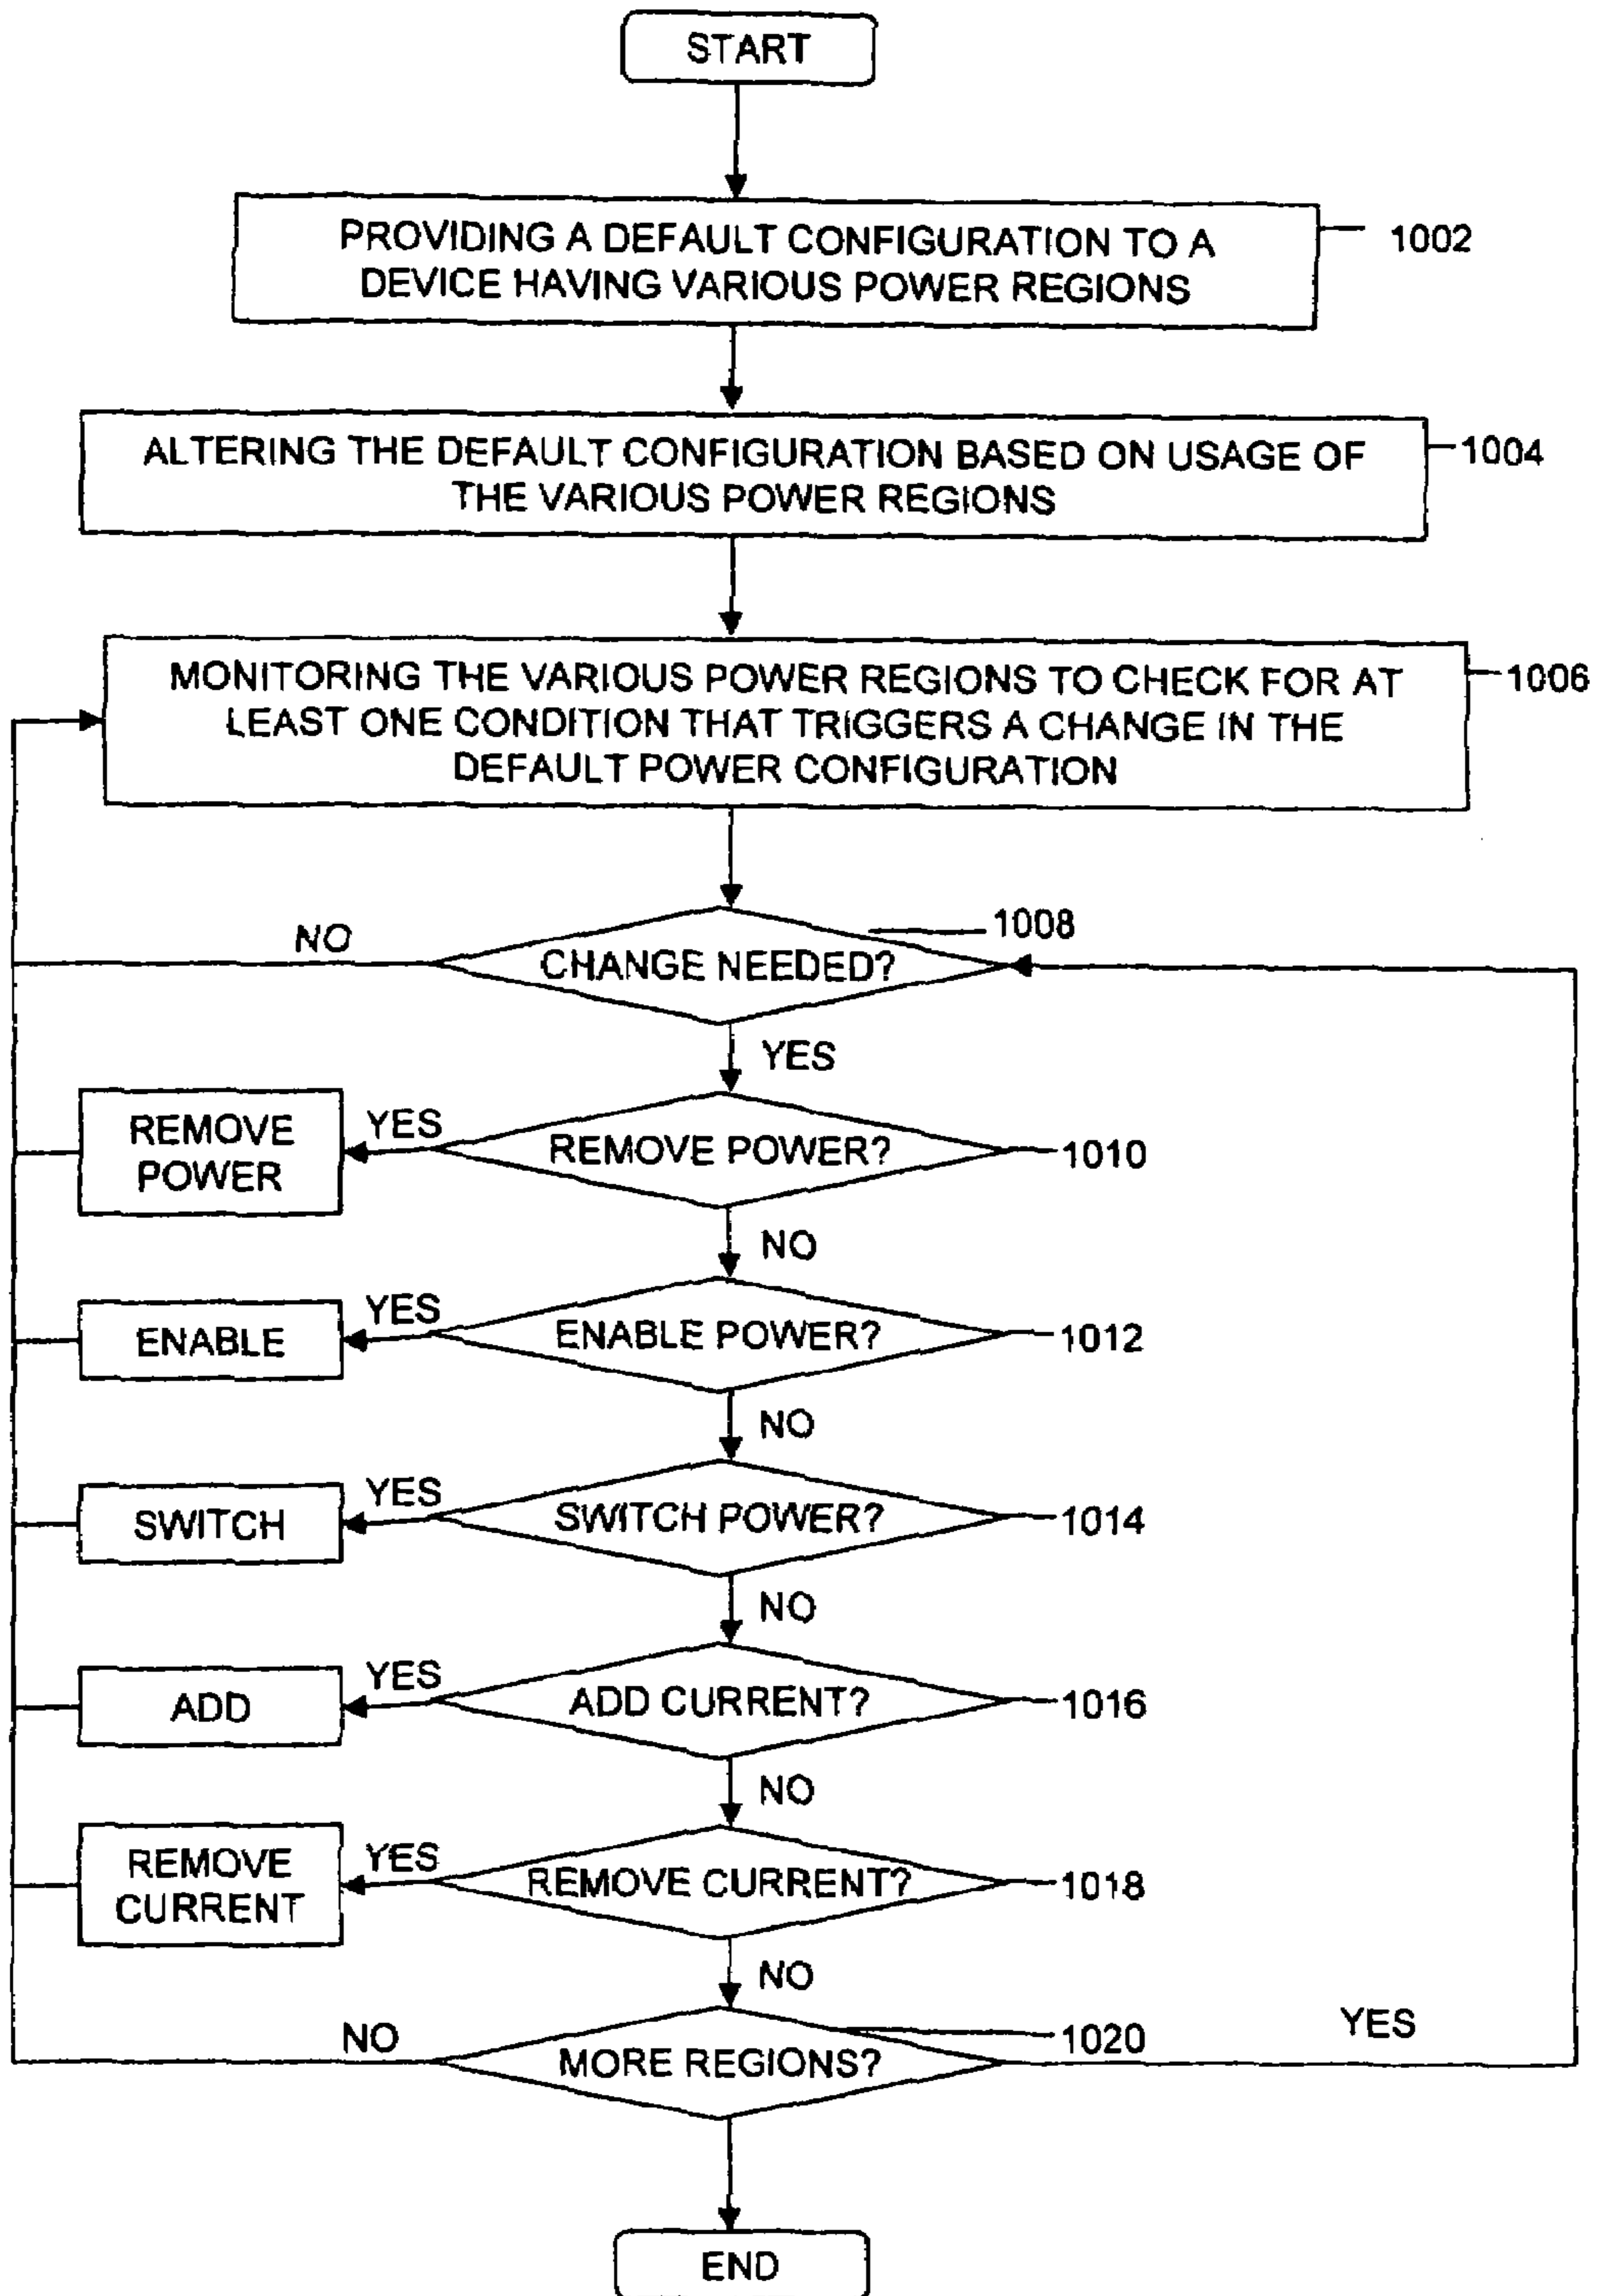 START
PROVIDING A DEFAULT CONFIGURATION TO A
DEVICE HAVING VARIOUS POWER REGIONS
1002
ALTERING THE DEFAULT CONFIGURATION BASED ON USAGE OF
THE VARIOUS POWER REGIONS
1004
MONITORING THE VARIOUS POWER REGIONS TO CHECK FOR AT
LEAST ONE CONDITION THAT TRIGGERS A CHANGE IN THE
DEFAULT POWER CONFIGURATION
1006
NO
CHANGE NEEDED?
1008
YES
REMOVE
POWER
YES
REMOVE POWER?
1010
NO
ENABLE
YES
ENABLE POWER?
1012
NO
SWITCH
YES
SWITCH POWER?
1014
NO
ADD
YES
ADD CURRENT?
1016
NO
REMOVE
CURRENT
YES
REMOVE CURRENT?
1018
NO
NO
MORE REGIONS?
1020
YES
END